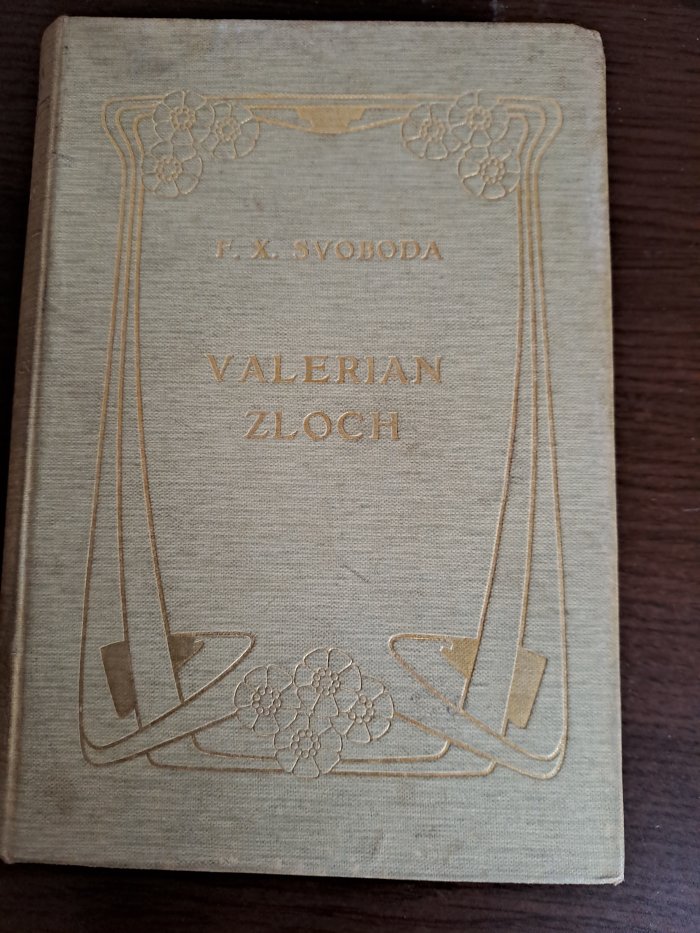 F. X. SVOBODA
VALERIAN
ZLOCH